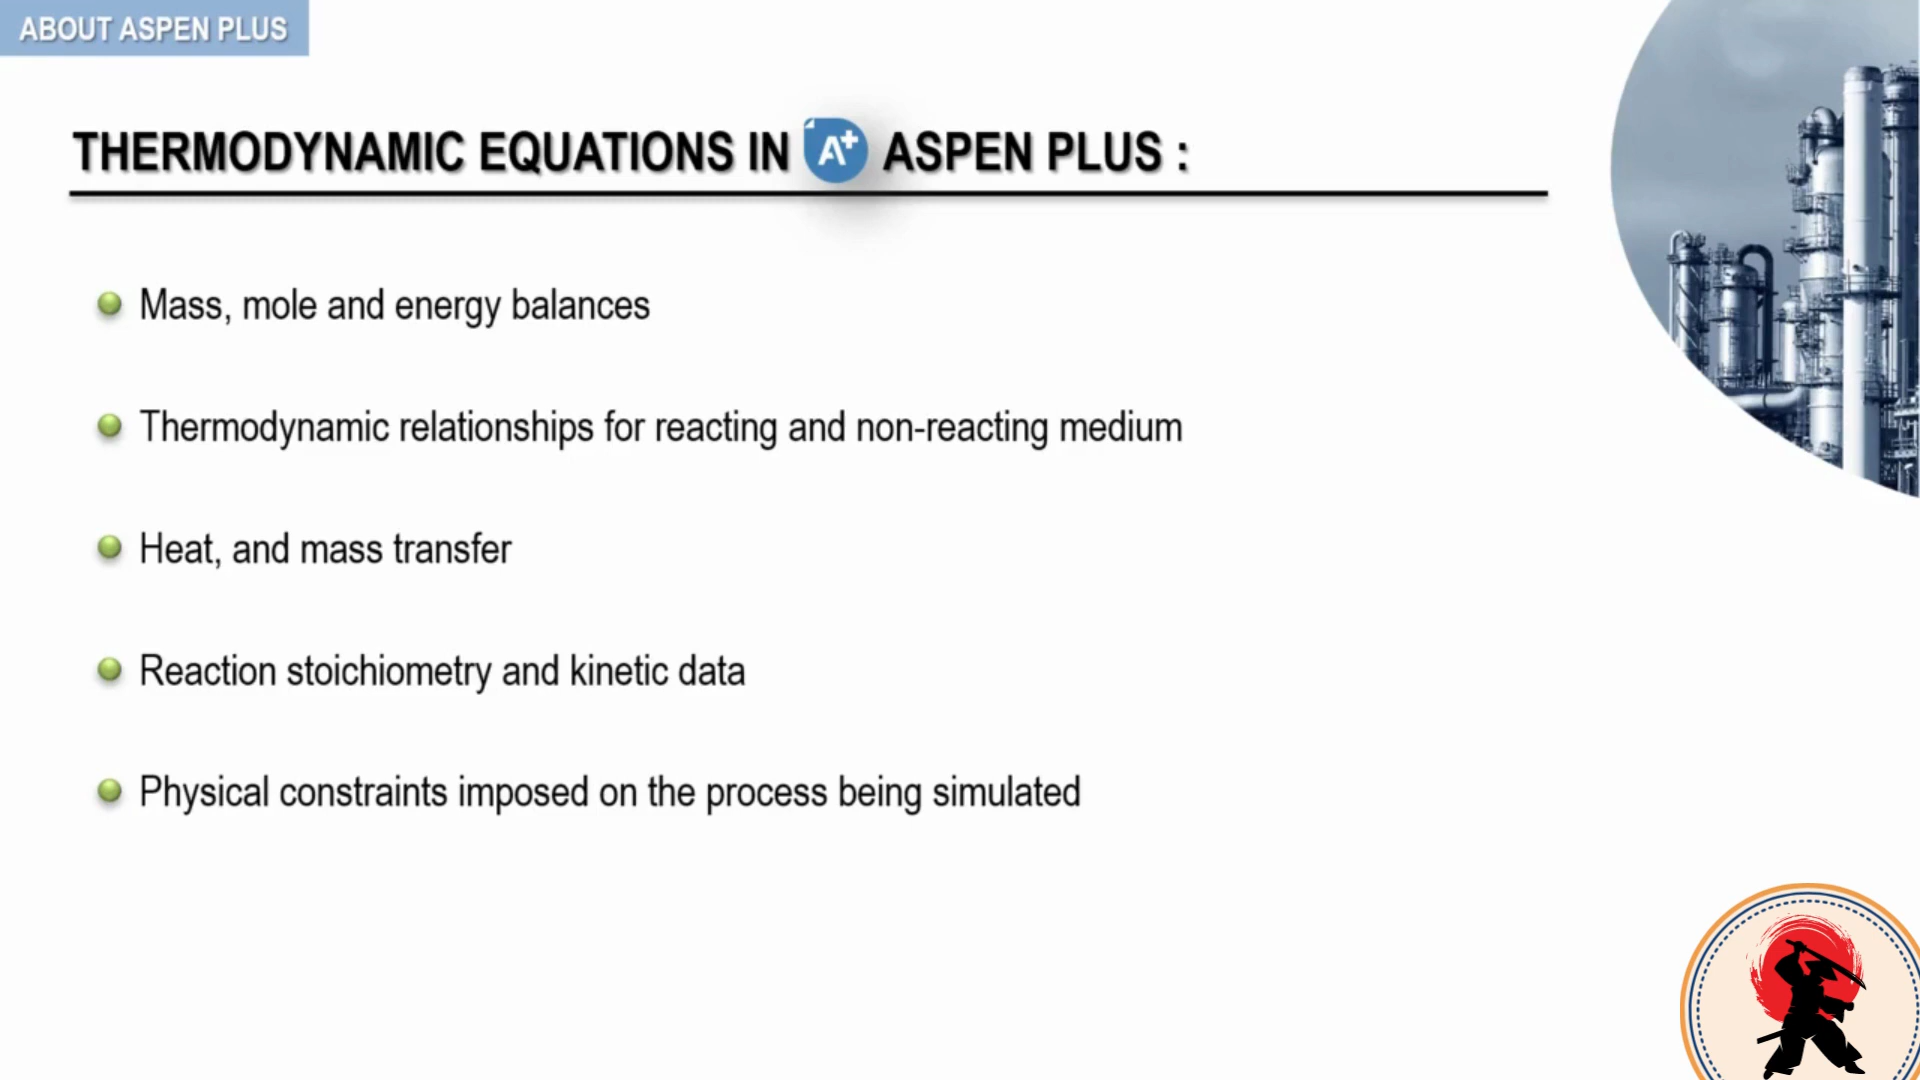 ABOUT ASPEN PLUS
THERMODYNAMIC EQUATIONS IN A+ ASPEN PLUS :
Mass, mole and energy balances
Thermodynamic relationships for reacting and non-reacting medium
Heat, and mass transfer
Reaction stoichiometry and kinetic data
Physical constraints imposed on the process being simulated